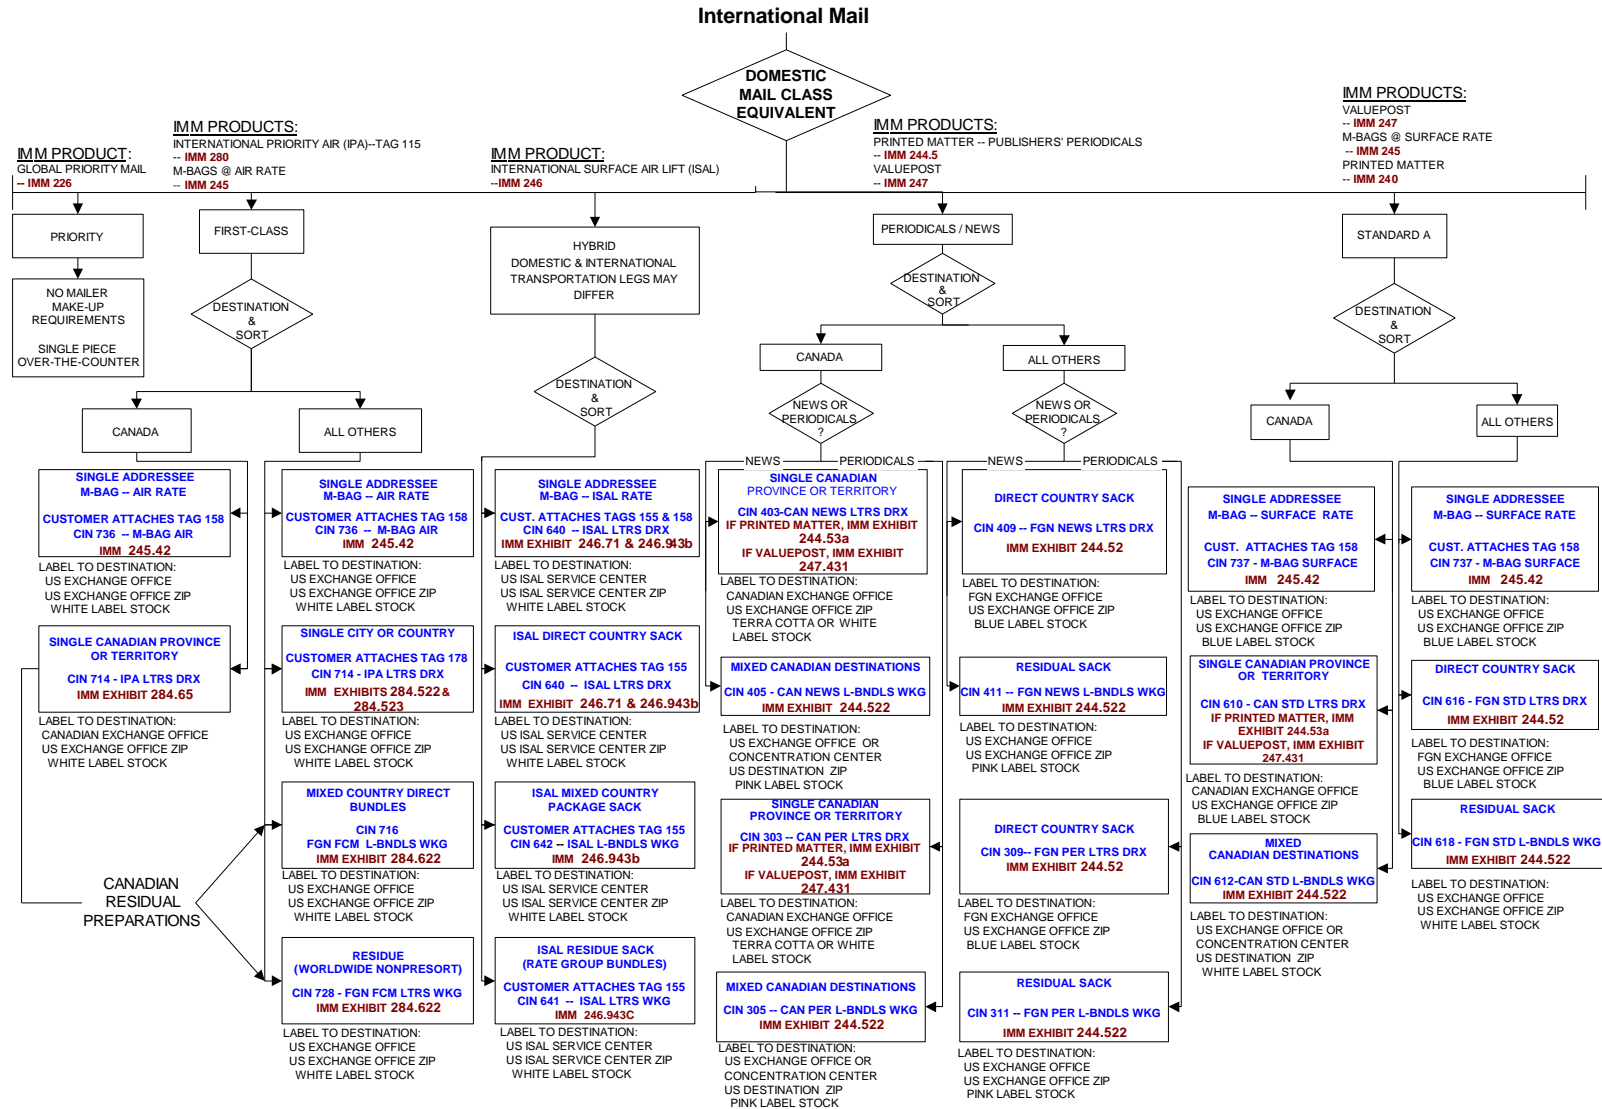 International Mail
DOMESTIC
MAIL CLASS
EQUIVALENT
IMM PRODUCT:
GLOBAL PRIORITY MAIL
-- IMM 226
IMM PRODUCTS:
INTERNATIONAL PRIORITY AIR (IPA)--TAG 115
-- IMM 280
M-BAGS @ AIR RATE
-- IMM 245
IMM PRODUCT:
INTERNATIONAL SURFACE AIR LIFT (ISAL)
--IMM 246
IMM PRODUCTS:
PRINTED MATTER -- PUBLISHERS' PERIODICALS
-- IMM 244.5
VALUEPOST
-- IMM 247
IMM PRODUCTS:
VALUEPOST
-- IMM 247
M-BAGS @ SURFACE RATE
-- IMM 245
PRINTED MATTER
-- IMM 240
PRIORITY
NO MAILER
MAKE-UP
REQUIREMENTS
SINGLE PIECE
OVER-THE-COUNTER
FIRST-CLASS
DESTINATION
&
SORT
CANADA
ALL OTHERS
HYBRID
DOMESTIC & INTERNATIONAL
TRANSPORTATION LEGS MAY
DIFFER
DESTINATION
&
SORT
PERIODICALS / NEWS
DESTINATION
&
SORT
CANADA
ALL OTHERS
NEWS OR
PERIODICALS
?
NEWS OR
PERIODICALS
?
NEWS
PERIODICALS
NEWS
PERIODICALS
STANDARD A
DESTINATION
&
SORT
CANADA
ALL OTHERS
SINGLE ADDRESSEE
M-BAG -- AIR RATE
CUSTOMER ATTACHES TAG 158
CIN 736 -- M-BAG AIR
IMM 245.42
LABEL TO DESTINATION:
US EXCHANGE OFFICE
US EXCHANGE OFFICE ZIP
WHITE LABEL STOCK
SINGLE CANADIAN PROVINCE
OR TERRITORY
CIN 714 - IPA LTRS DRX
IMM EXHIBIT 284.65
LABEL TO DESTINATION:
CANADIAN EXCHANGE OFFICE
US EXCHANGE OFFICE ZIP
WHITE LABEL STOCK
CANADIAN
RESIDUAL
PREPARATIONS
SINGLE ADDRESSEE
M-BAG -- AIR RATE
CUSTOMER ATTACHES TAG 158
CIN 736 -- M-BAG AIR
IMM 245.42
LABEL TO DESTINATION:
US EXCHANGE OFFICE
US EXCHANGE OFFICE ZIP
WHITE LABEL STOCK
SINGLE CITY OR COUNTRY
CUSTOMER ATTACHES TAG 178
CIN 714 - IPA LTRS DRX
IMM EXHIBITS 284.522 &
284.523
LABEL TO DESTINATION:
US EXCHANGE OFFICE
US EXCHANGE OFFICE ZIP
WHITE LABEL STOCK
MIXED COUNTRY DIRECT
BUNDLES
CIN 716
FGN FCM L-BNDLS WKG
IMM EXHIBIT 284.622
LABEL TO DESTINATION:
US EXCHANGE OFFICE
US EXCHANGE OFFICE ZIP
WHITE LABEL STOCK
RESIDUE
(WORLDWIDE NONPRESORT)
CIN 728 - FGN FCM LTRS WKG
IMM EXHIBIT 284.622
LABEL TO DESTINATION:
US EXCHANGE OFFICE
US EXCHANGE OFFICE ZIP
WHITE LABEL STOCK
SINGLE ADDRESSEE
M-BAG -- ISAL RATE
CUST. ATTACHES TAGS 155 & 158
CIN 640 -- ISAL LTRS DRX
IMM EXHIBIT 246.71 & 246.943b
LABEL TO DESTINATION:
US ISAL SERVICE CENTER
US ISAL SERVICE CENTER ZIP
WHITE LABEL STOCK
ISAL DIRECT COUNTRY SACK
CUSTOMER ATTACHES TAG 155
CIN 640 -- ISAL LTRS DRX
IMM EXHIBIT 246.71 & 246.943b
LABEL TO DESTINATION:
US ISAL SERVICE CENTER
US ISAL SERVICE CENTER ZIP
WHITE LABEL STOCK
ISAL MIXED COUNTRY
PACKAGE SACK
CUSTOMER ATTACHES TAG 155
CIN 642 -- ISAL L-BNDLS WKG
IMM 246.943b
LABEL TO DESTINATION:
US ISAL SERVICE CENTER
US ISAL SERVICE CENTER ZIP
WHITE LABEL STOCK
ISAL RESIDUE SACK
(RATE GROUP BUNDLES)
CUSTOMER ATTACHES TAG 155
CIN 641 -- ISAL LTRS WKG
IMM 246.943C
LABEL TO DESTINATION:
US ISAL SERVICE CENTER
US ISAL SERVICE CENTER ZIP
WHITE LABEL STOCK
SINGLE CANADIAN
PROVINCE OR TERRITORY
CIN 403-CAN NEWS LTRS DRX
IF PRINTED MATTER, IMM EXHIBIT
244.53a
IF VALUEPOST, IMM EXHIBIT
247.431
LABEL TO DESTINATION:
CANADIAN EXCHANGE OFFICE
US EXCHANGE OFFICE ZIP
TERRA COTTA OR WHITE
LABEL STOCK
MIXED CANADIAN DESTINATIONS
CIN 405 - CAN NEWS L-BNDLS WKG
IMM EXHIBIT 244.522
LABEL TO DESTINATION:
US EXCHANGE OFFICE OR
CONCENTRATION CENTER
US DESTINATION ZIP
PINK LABEL STOCK
SINGLE CANADIAN
PROVINCE OR TERRITORY
CIN 303 -- CAN PER LTRS DRX
IF PRINTED MATTER, IMM EXHIBIT
244.53a
IF VALUEPOST, IMM EXHIBIT
247.431
LABEL TO DESTINATION:
CANADIAN EXCHANGE OFFICE
US EXCHANGE OFFICE ZIP
TERRA COTTA OR WHITE
LABEL STOCK
MIXED CANADIAN DESTINATIONS
CIN 305 -- CAN PER L-BNDLS WKG
IMM EXHIBIT 244.522
LABEL TO DESTINATION:
US EXCHANGE OFFICE OR
CONCENTRATION CENTER
US DESTINATION ZIP
PINK LABEL STOCK
DIRECT COUNTRY SACK
CIN 409 -- FGN NEWS LTRS DRX
IMM EXHIBIT 244.52
LABEL TO DESTINATION:
FGN EXCHANGE OFFICE
US EXCHANGE OFFICE ZIP
BLUE LABEL STOCK
RESIDUAL SACK
CIN 411 -- FGN NEWS L-BNDLS WKG
IMM EXHIBIT 244.522
LABEL TO DESTINATION:
US EXCHANGE OFFICE
US EXCHANGE OFFICE ZIP
PINK LABEL STOCK
DIRECT COUNTRY SACK
CIN 309-- FGN PER LTRS DRX
IMM EXHIBIT 244.52
LABEL TO DESTINATION:
FGN EXCHANGE OFFICE
US EXCHANGE OFFICE ZIP
BLUE LABEL STOCK
RESIDUAL SACK
CIN 311 -- FGN PER L-BNDLS WKG
IMM EXHIBIT 244.522
LABEL TO DESTINATION:
US EXCHANGE OFFICE
US EXCHANGE OFFICE ZIP
PINK LABEL STOCK
SINGLE ADDRESSEE
M-BAG -- SURFACE RATE
CUST. ATTACHES TAG 158
CIN 737 - M-BAG SURFACE
IMM 245.42
LABEL TO DESTINATION:
US EXCHANGE OFFICE
US EXCHANGE OFFICE ZIP
BLUE LABEL STOCK
SINGLE CANADIAN PROVINCE
OR TERRITORY
CIN 610 - CAN STD LTRS DRX
IF PRINTED MATTER, IMM
EXHIBIT 244.53a
IF VALUEPOST, IMM EXHIBIT
247.431
LABEL TO DESTINATION:
CANADIAN EXCHANGE OFFICE
US EXCHANGE OFFICE ZIP
BLUE LABEL STOCK
MIXED
CANADIAN DESTINATIONS
CIN 612-CAN STD L-BNDLS WKG
IMM EXHIBIT 244.522
LABEL TO DESTINATION:
US EXCHANGE OFFICE OR
CONCENTRATION CENTER
US DESTINATION ZIP
WHITE LABEL STOCK
SINGLE ADDRESSEE
M-BAG -- SURFACE RATE
CUST. ATTACHES TAG 158
CIN 737 - M-BAG SURFACE
IMM 245.42
LABEL TO DESTINATION:
US EXCHANGE OFFICE
US EXCHANGE OFFICE ZIP
BLUE LABEL STOCK
DIRECT COUNTRY SACK
CIN 616 - FGN STD LTRS DRX
IMM EXHIBIT 244.52
LABEL TO DESTINATION:
FGN EXCHANGE OFFICE
US EXCHANGE OFFICE ZIP
BLUE LABEL STOCK
RESIDUAL SACK
CIN 618 - FGN STD L-BNDLS WKG
IMM EXHIBIT 244.522
LABEL TO DESTINATION:
US EXCHANGE OFFICE
US EXCHANGE OFFICE ZIP
WHITE LABEL STOCK